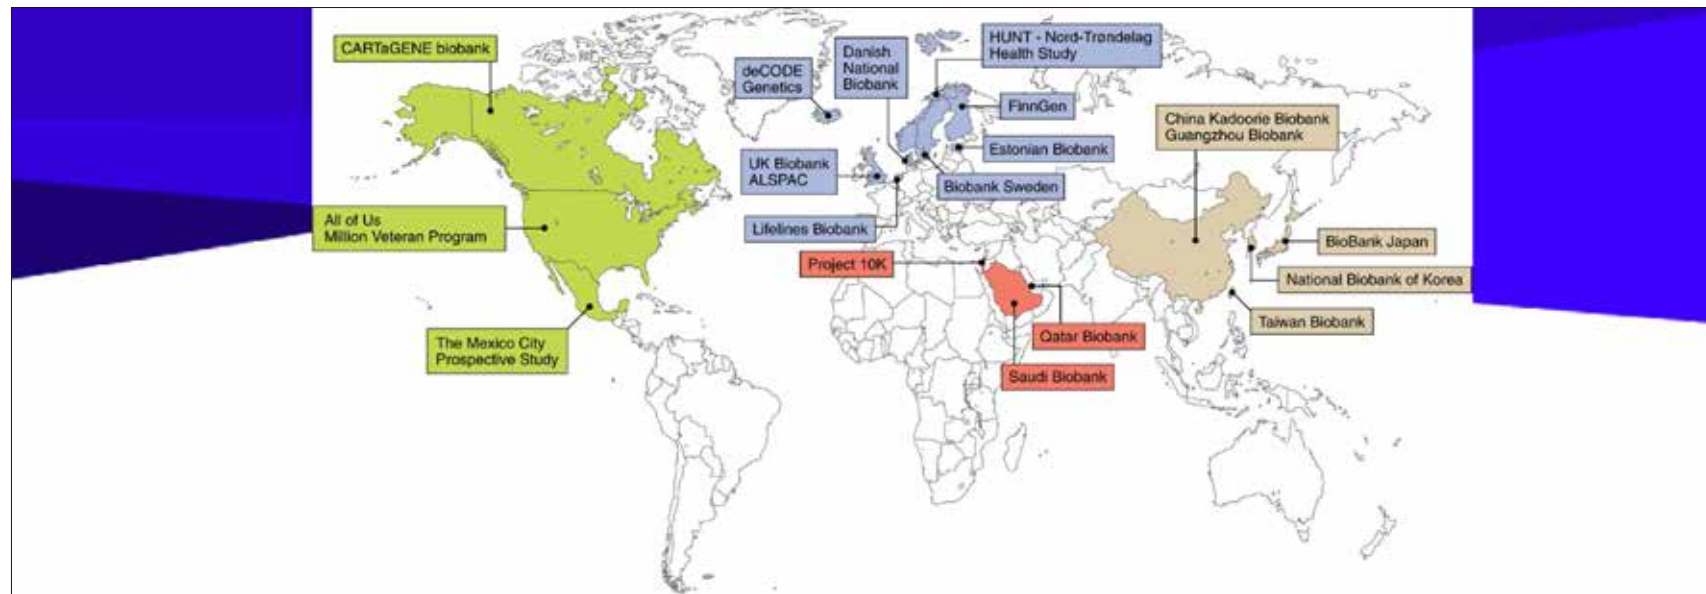 CARTaGENE biobank
deCODE
Genetics
Danish
National
Biobank
HUNT - Nord-Trøndelag
Health Study
FinnGen
China Kadoorie Biobank
Guangzhou Biobank
UK Biobank
ALSPAC
Estonian Biobank
Biobank Sweden
All of Us
Million Veteran Program
Lifelines Biobank
BioBank Japan
Project 10K
National Biobank of Korea
Taiwan Biobank
The Mexico City
Prospective Study
Qatar Biobank
Saudi Biobank